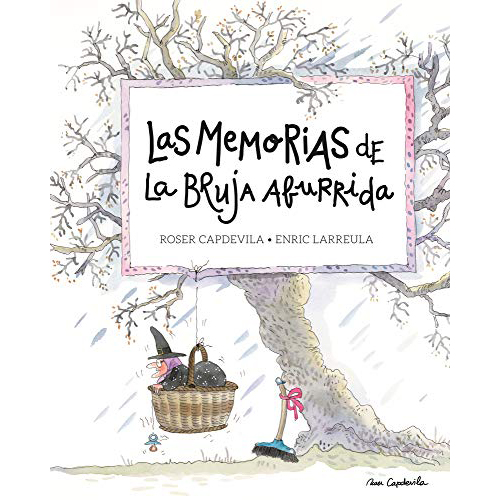 Las MEMORIAS dE
La BRUJA AbURRIDA
ROSER CAPDEVILA • ENRIC LARREULA
Roser Capdevila